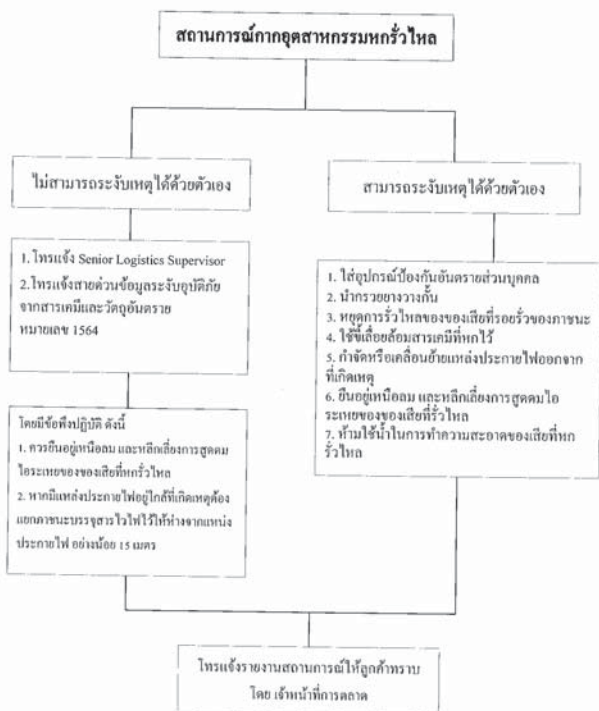 สถานการณ์กากอุตสาหกรรมหกรั่วไหล
ไม่สามารถระงับเหตุได้ด้วยตัวเอง
1. โทรแจ้ง Senior Logistics Supervisor
2.โทรแจ้งสายด่วนข้อมูลระงับอุบัติภัย
จากสารเคมีและวัตถุอันตราย
หมายเลข 1564
โดยมีข้อพึงปฏิบัติ ดังนี้
1. ควรยืนอยู่เหนือลม และหลีกเลี่ยงการสูดดม
ไอระเหยของของเสียที่หกรั่วไหล
2. หากมีแหล่งประกายไฟอยู่ใกล้ที่เกิดเหตุต้อง
แยกภาชนะบรรจุสารไวไฟไว้ให้ห่างจากแหน่ง
ประกายไฟ อย่างน้อย 15 เมตร
สามารถระงับเหตุได้ด้วยตัวเอง
1. ใส่อุปกรณ์ป้องกันอันตรายส่วนบุคคล
2. นำกรวยยางวางกั้น
3. หยุดการรั่วไหลของของเสียที่รอยรั่วของภาชนะ
4. ใช้ขี้เลื่อยล้อมสารเคมีที่หกไว้
5. กำจัดหรือเคลื่อนย้ายแหล่งประกายไฟออกจาก
ที่เกิดเหตุ
6. ยืนอยู่เหนือลม และหลีกเลี่ยงการสูดดมไอ
ระเหยของของเสียที่รั่วไหล
7. ห้ามใช้น้ำในการทำความสะอาดของเสียที่หก
รั่วไหล
โทรแจ้งรายงานสถานการณ์ให้ลูกค้าทราบ
โดย เจ้าหน้าที่การตลาด